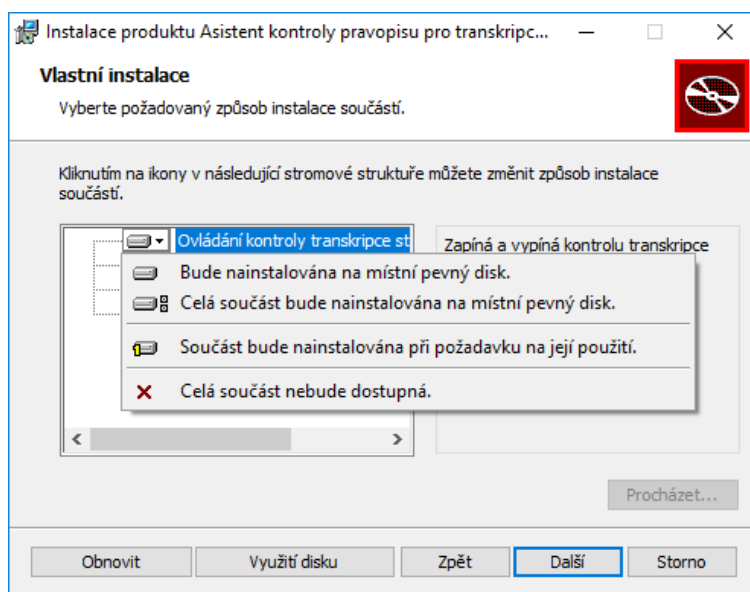 Instalace produktu Asistent kontroly pravopisu pro transkripc...
Vlastní instalace
Vyberte požadovaný způsob instalace součástí.
Kliknutím na ikony v následující stromové struktuře můžete změnit způsob instalace
součástí.
Ovládání kontroly transkripce st
Zapíná a vypíná kontrolu transkripce
Bude nainstalována na místní pevný disk.
Celá součást bude nainstalována na místní pevný disk.
Součást bude nainstalována při požadavku na její použití.
Celá součást nebude dostupná.
Procházet...
Obnovit Využití disku Zpět Další Storno